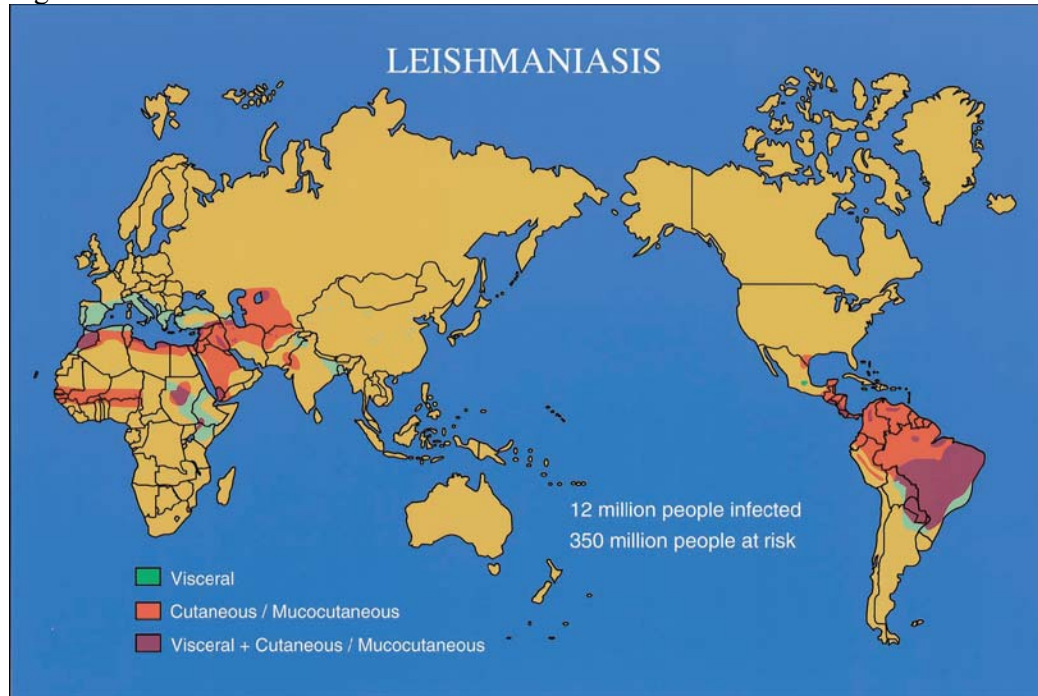 LEISHMANIASIS
12 million people infected
350 million people at risk
Visceral
Cutaneous / Mucocutaneous
Visceral + Cutaneous / Mucocutaneous